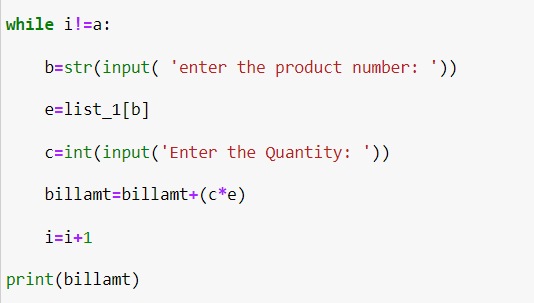 while i!=a:
b=str(input( 'enter the product number: '))
e=list_1[b]
c=int(input('Enter the Quantity: '))
billamt=billamt+(c*e)
i=i+1
print(billamt)